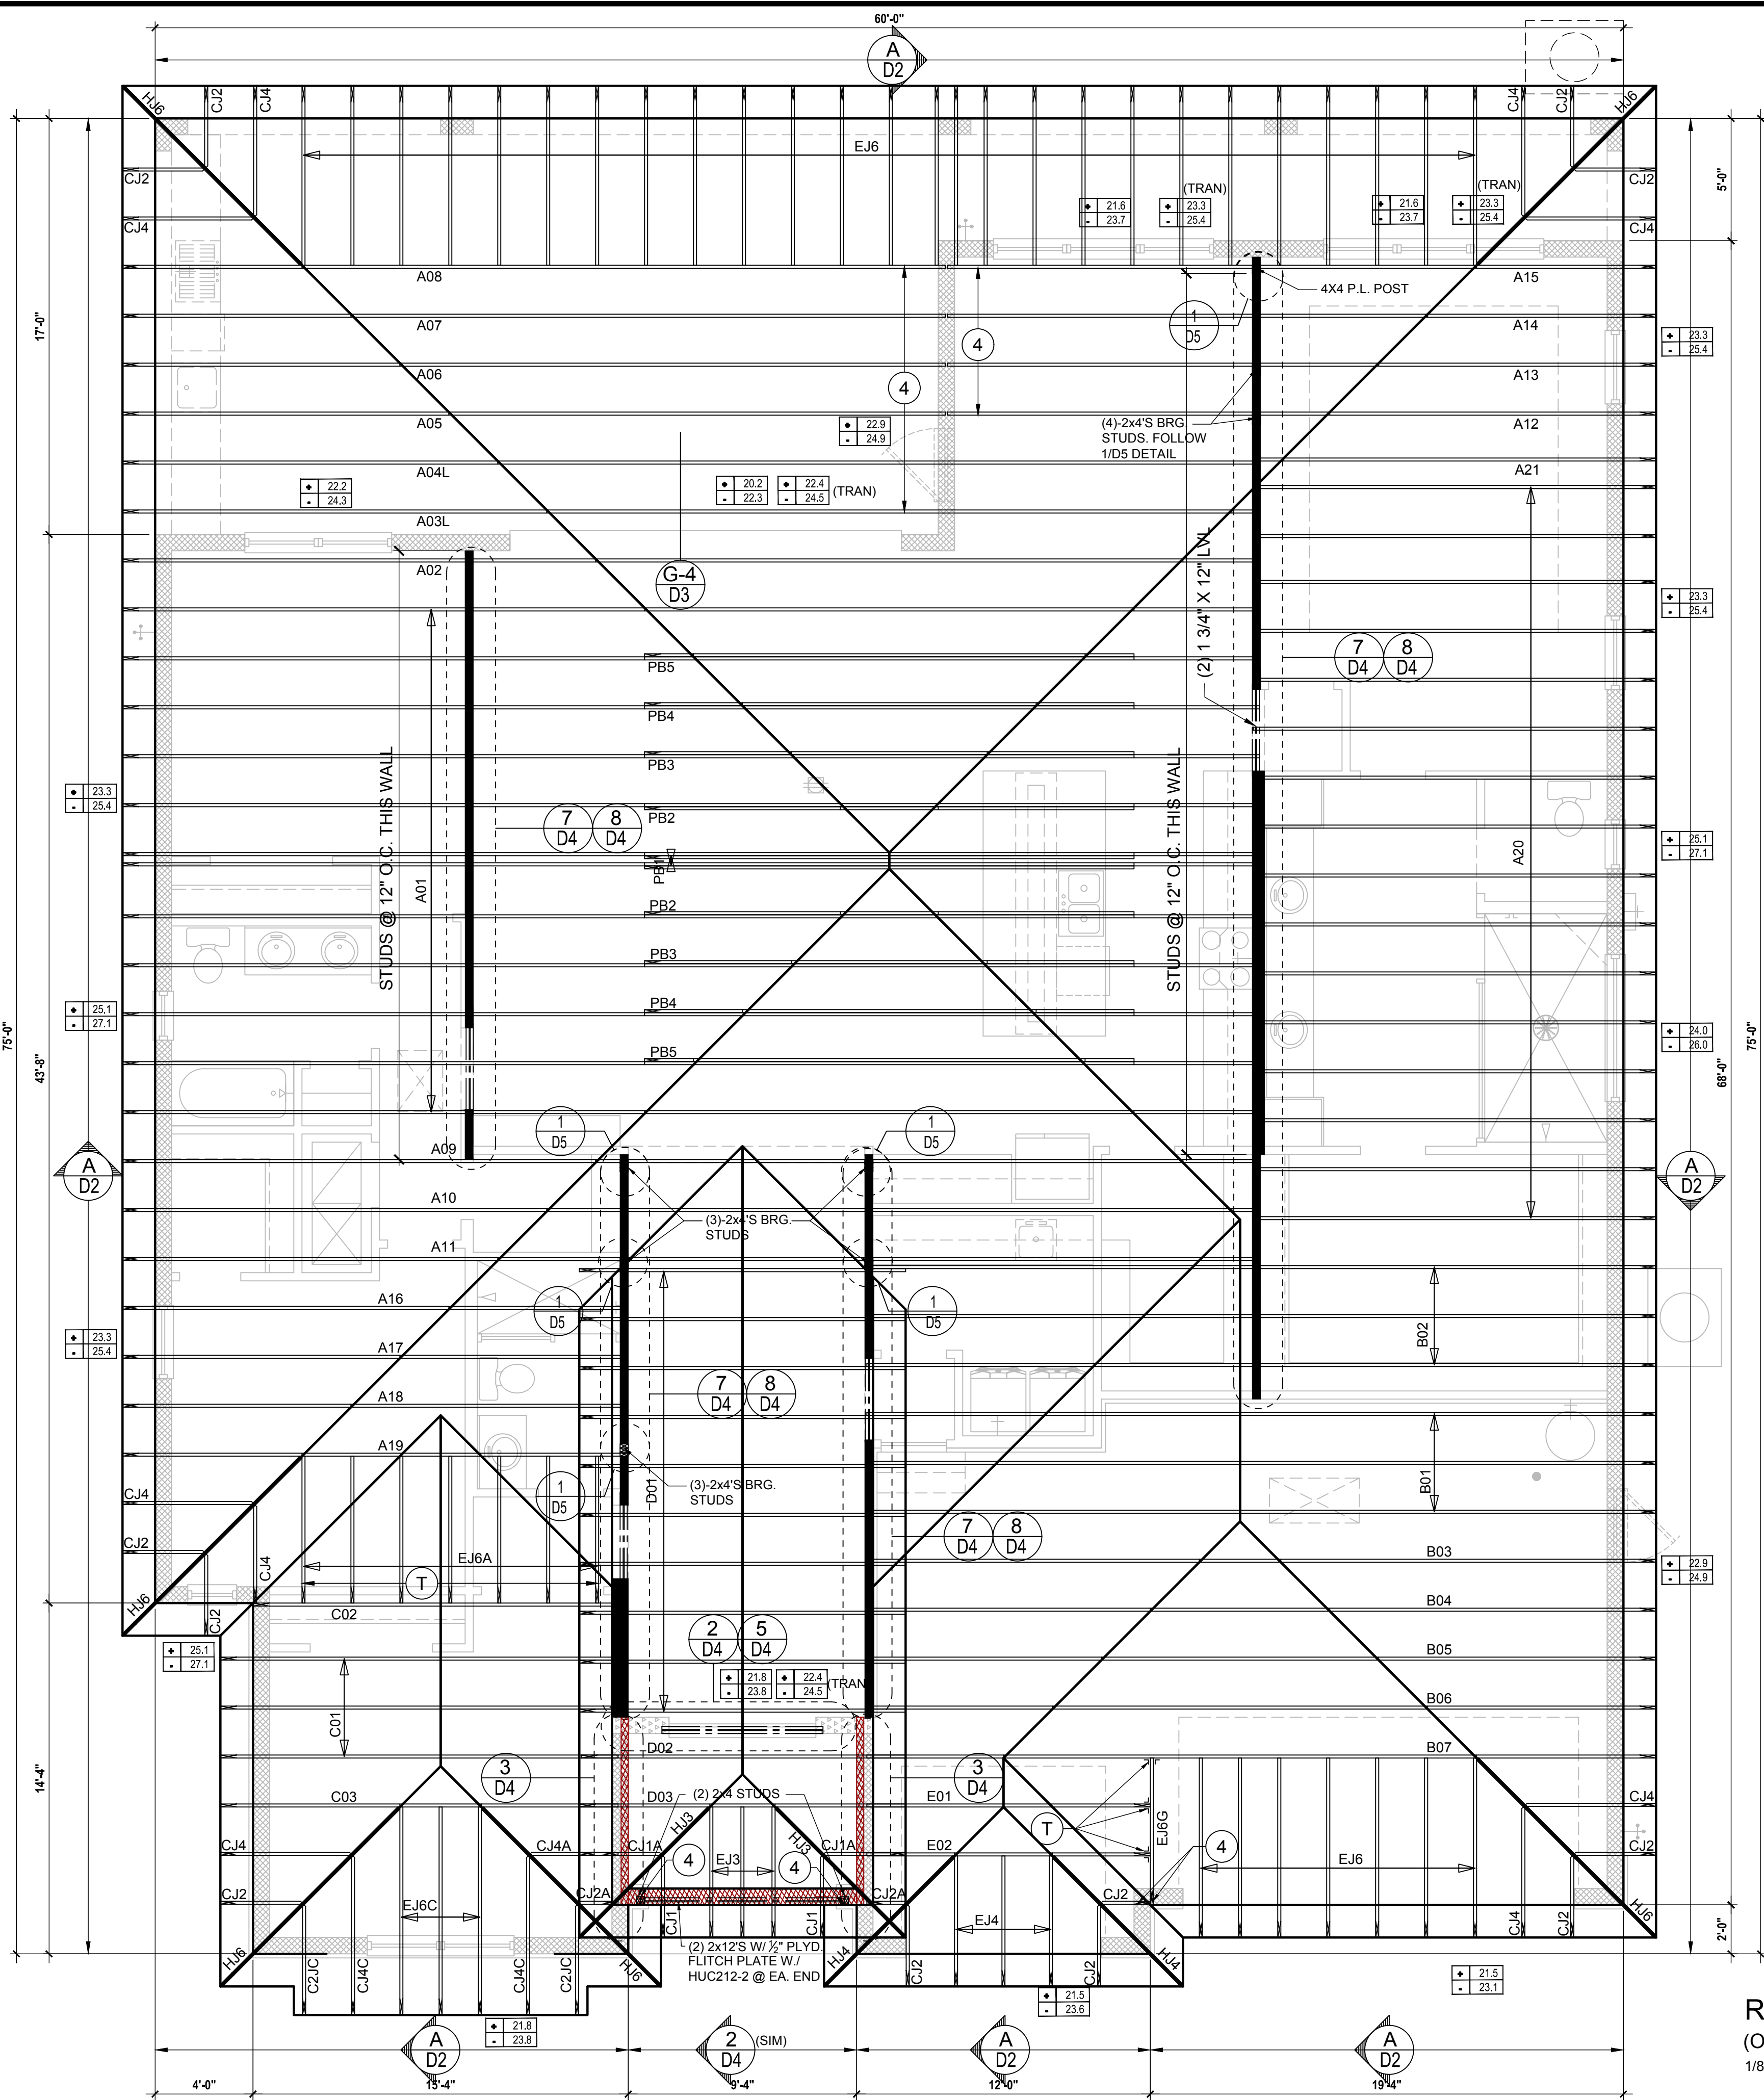 60'-0"
A
D2
HJ6
CJ2
CJ4
CJ4
CJ2
HJ6
EJ6
CJ2
CJ4
CJ2
CJ4
5'-0"
(TRAN)
+ 21.6
- 23.7
+ 23.3
- 25.4
(TRAN)
+ 21.6
- 23.7
+ 23.3
- 25.4
A08
A15
4X4 P.L. POST
17'-0"
A07
1
D5
A14
4
+ 23.3
- 25.4
A06
4
A13
A05
+ 22.9
- 24.9
(4)-2x4'S BRG.
STUDS. FOLLOW
1/D5 DETAIL
A12
A04L
A21
+ 22.2
- 24.3
+ 20.2
- 22.3
+ 22.4
- 24.5
(TRAN)
A03L
A02
G-4
D3
(2) 1 3/4" X 12" LVL
+ 23.3
- 25.4
PB5
7
D4
8
D4
PB4
PB3
+ 23.3
- 25.4
STUDS @ 12" O.C. THIS WALL
7
D4
8
D4
PB2
STUDS @ 12" O.C. THIS WALL
A01
PB1
A20
+ 25.1
- 27.1
PB2
PB3
+ 25.1
- 27.1
PB4
+ 24.0
- 26.0
75'-0"
43'-8"
PB5
68'-0"
75'-0"
1
D5
1
D5
A09
A
D2
A
D2
A10
(3)-2x4'S BRG.
STUDS
A11
A16
1
D5
1
D5
+ 23.3
- 25.4
A17
B02
A18
7
D4
8
D4
A19
B01
CJ4
1
D5
D01
(3)-2x4'S BRG.
STUDS
CJ2
CJ4
EJ6A
T
7
D4
8
D4
B03
+ 22.9
- 24.9
HJ6
CJ2
C02
B04
+ 25.1
- 27.1
2
D4
5
D4
B05
+ 21.8
- 23.8
+ 22.4
- 24.5
(TRAN
C01
B06
D02
B07
14'-4"
3
D4
3
D4
C03
D03
(2) 2x4 STUDS
E01
CJ4
HJ3
HJ3
T
EJ6G
CJ4
CJ4A
CJ1A
EJ3
CJ1A
E02
4
4
4
EJ6
CJ2
CJ2
EJ6C
CJ2A
CJ2A
CJ2
CJ1
CJ1
EJ4
CJ4
CJ2
HJ6
2'-0"
HJ6
C2JC
CJ4C
CJ4C
C2JC
HJ6
(2) 2x12'S W/ ½" PLYD.
FLITCH PLATE W./
HUC212-2 @ EA. END
HJ4
CJ2
CJ2
HJ4
+ 21.5
- 23.1
+ 21.5
- 23.6
+ 21.8
- 23.8
A
D2
2
D4
(SIM)
A
D2
A
D2
R
(O
1/8
4'-0"
15'-4"
9'-4"
12'-0"
19'-4"